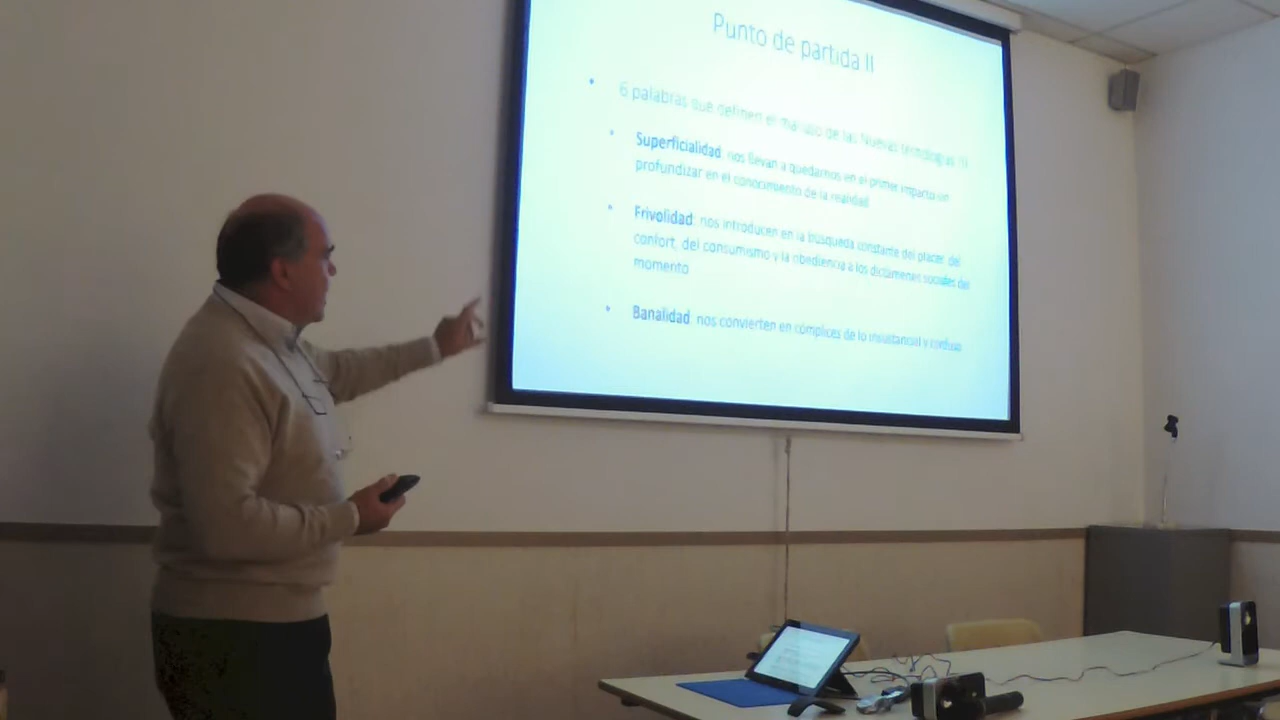 Punto de partida II
6 palabras que definen el mal uso de las Nuevas tecnologías
Superficialidad: nos llevan a quedarnos en el primer impacto sin
profundizar en el conocimiento de la realidad
Frivolidad: nos introducen en la búsqueda constante del placer, del
confort, del consumismo y la obediencia a los dictámenes sociales del
momento
Banalidad: nos convierten en cómplices de lo insustancial y confuso